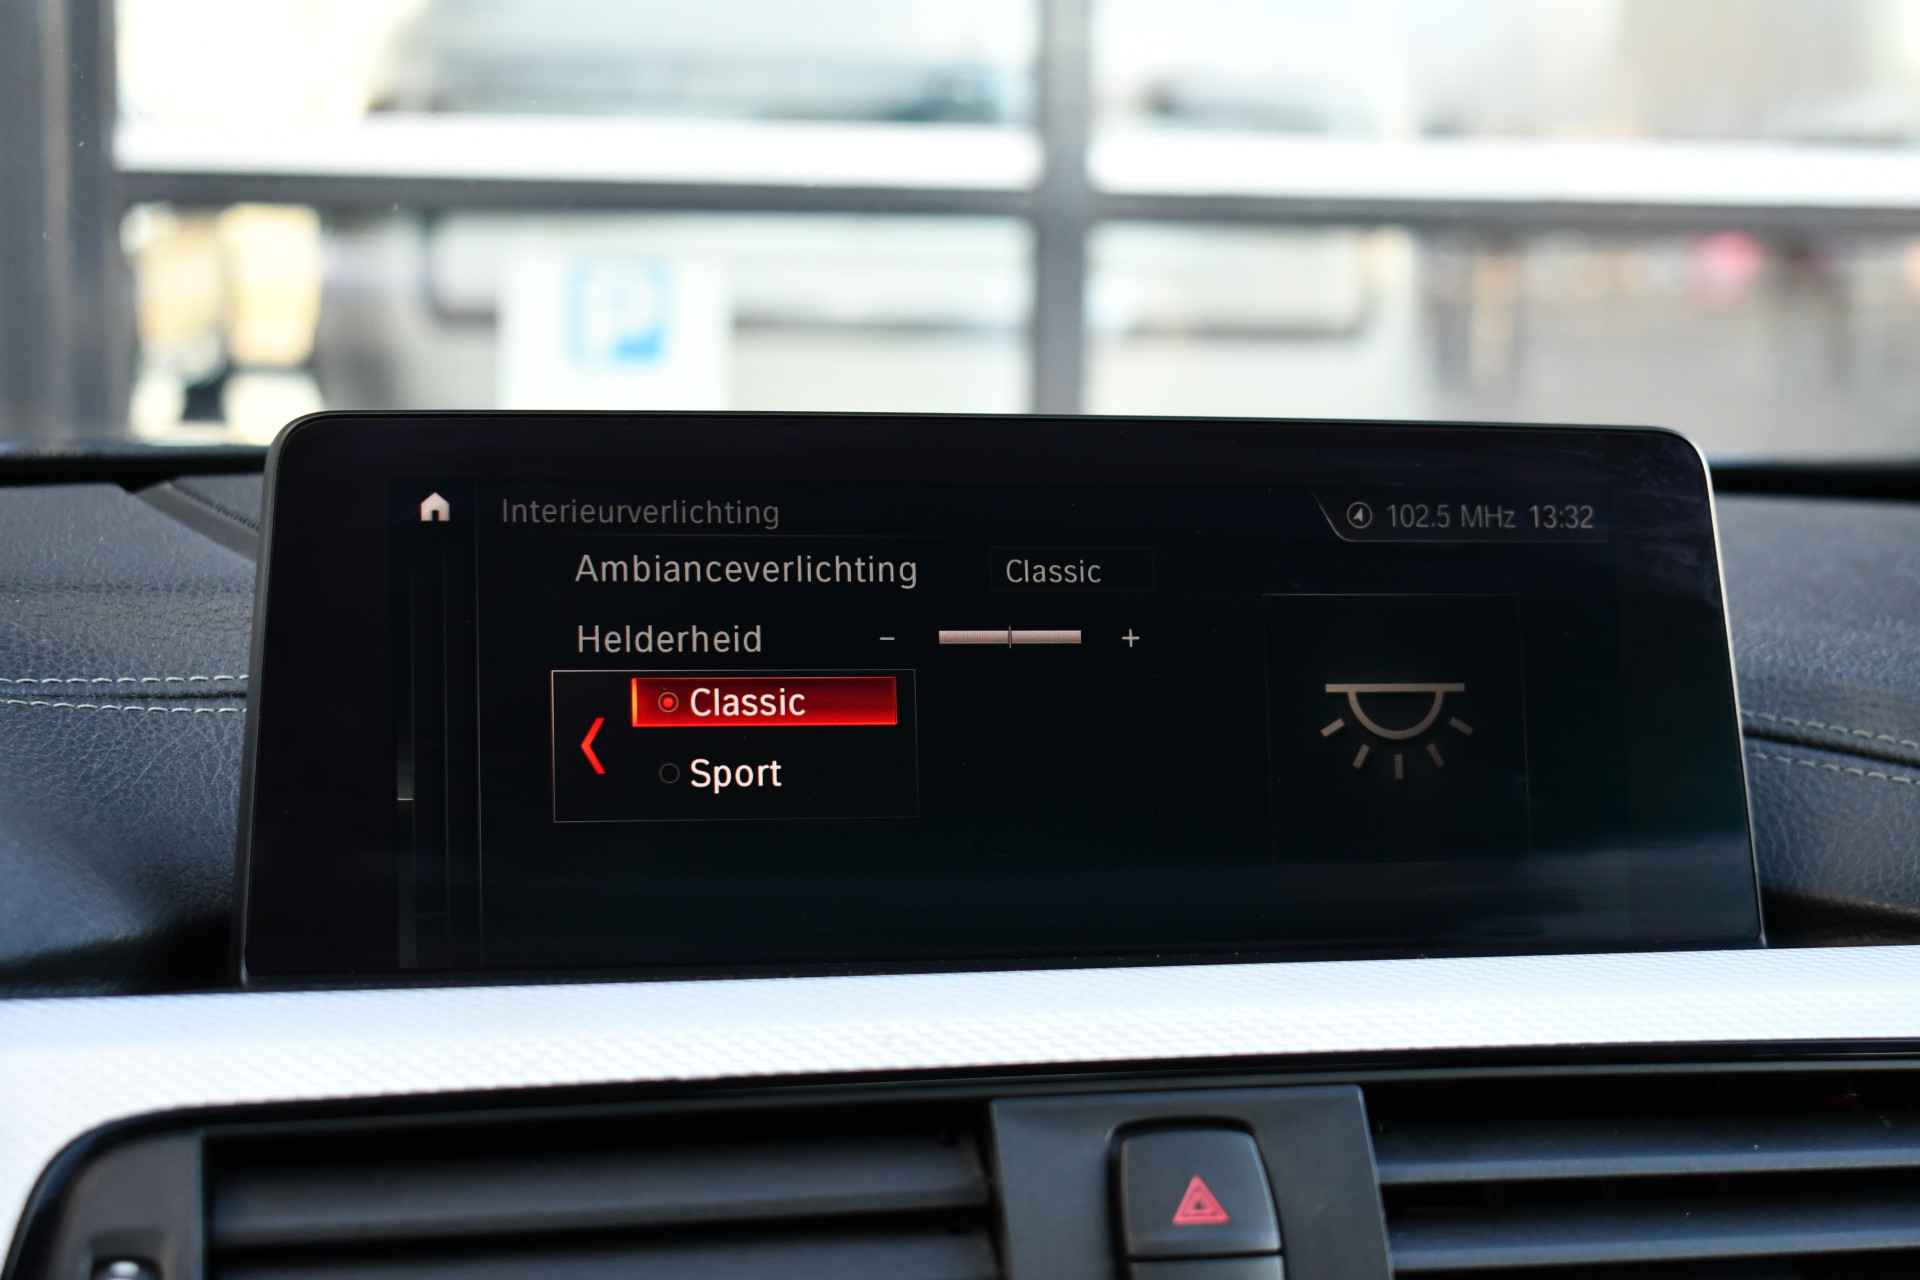 Interieurverlichting
102.5 MHz 13:32
Ambianceverlichting Classic
Helderheid - +
Classic
Sport
P